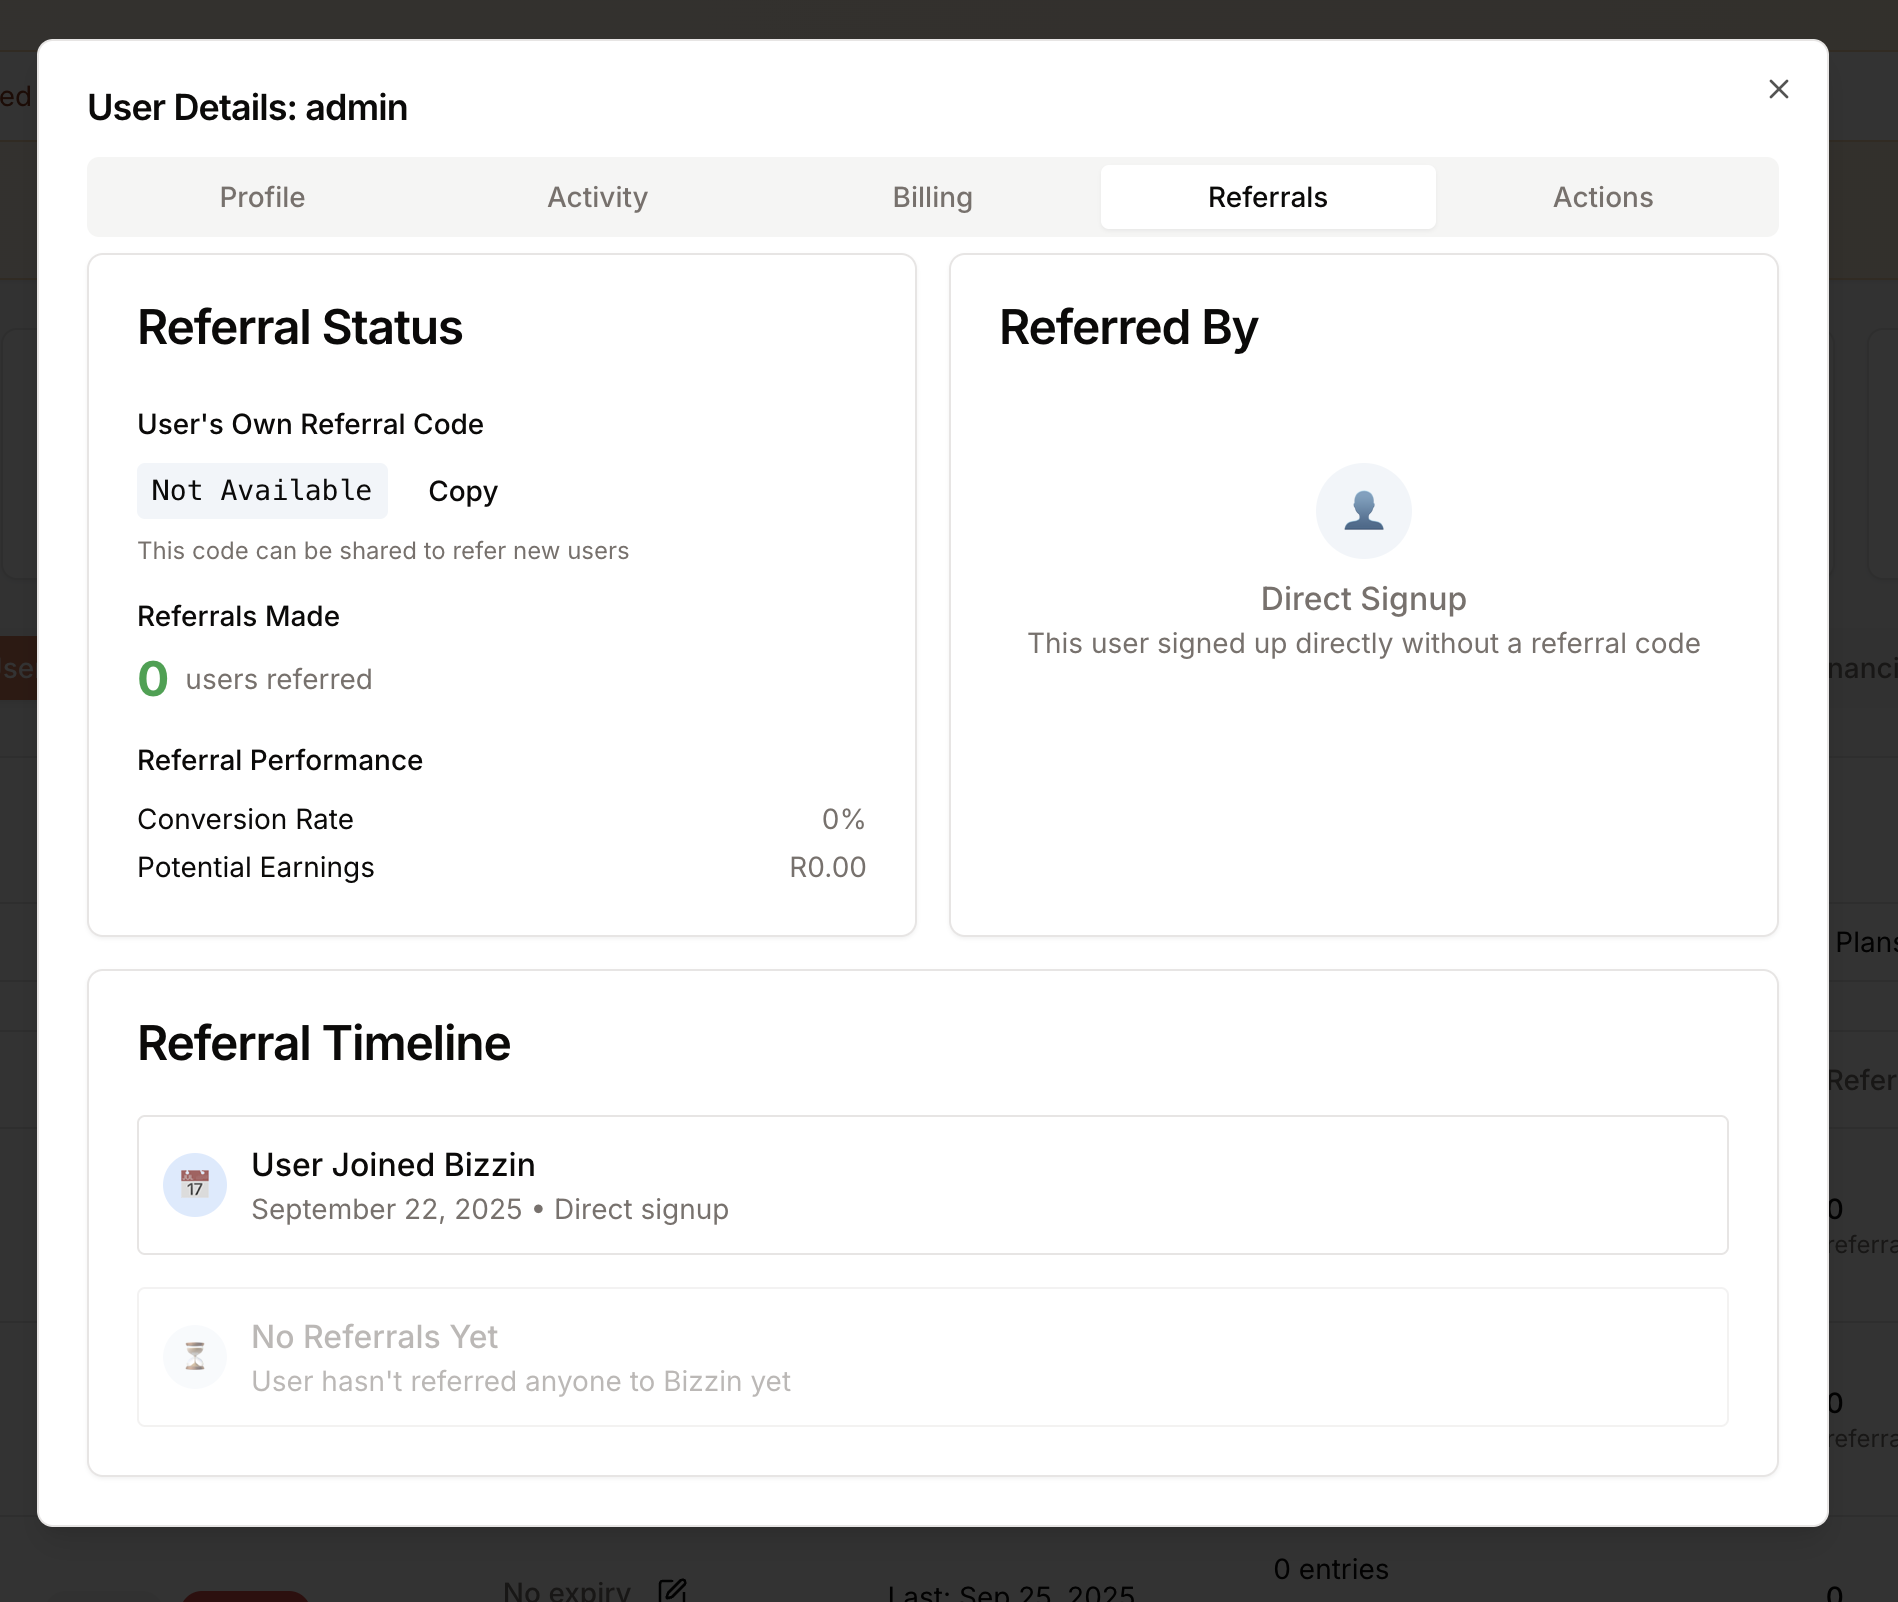 User Details: admin
Profile
Activity
Billing
Referrals
Actions
Referral Status
User's Own Referral Code
Not Available
Copy
This code can be shared to refer new users
Referrals Made
0 users referred
Referral Performance
Conversion Rate 0%
Potential Earnings R0.00
Referred By
Direct Signup
This user signed up directly without a referral code
Referral Timeline
17
User Joined Bizzin
September 22, 2025 • Direct signup
No Referrals Yet
User hasn't referred anyone to Bizzin yet
ed
nanci
Plans
Refer
0
referra
0
referra
0 entries
No expiry
Last: Sep 25, 2025
0